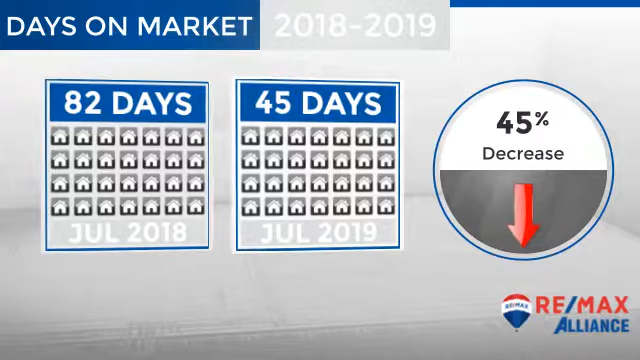 DAYS ON MARKET 2018-2019
82 DAYS
JUL 2018
45 DAYS
JUL 2019
45%
Decrease
RE/MAX
RE/MAX
ALLIANCE